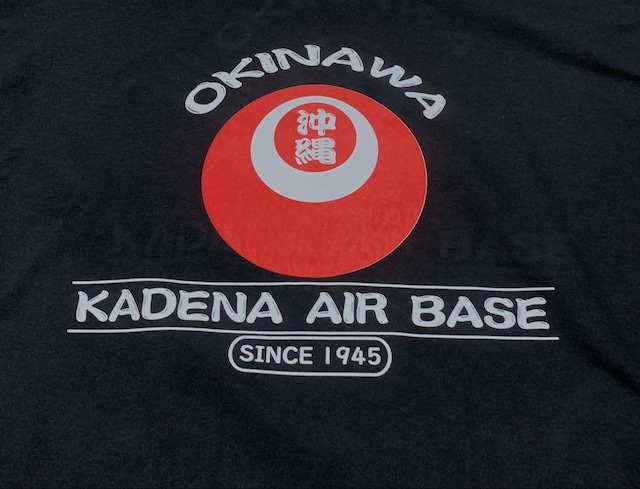 OKINAWA
沖
縄
KADENA AIR BASE
SINCE 1945